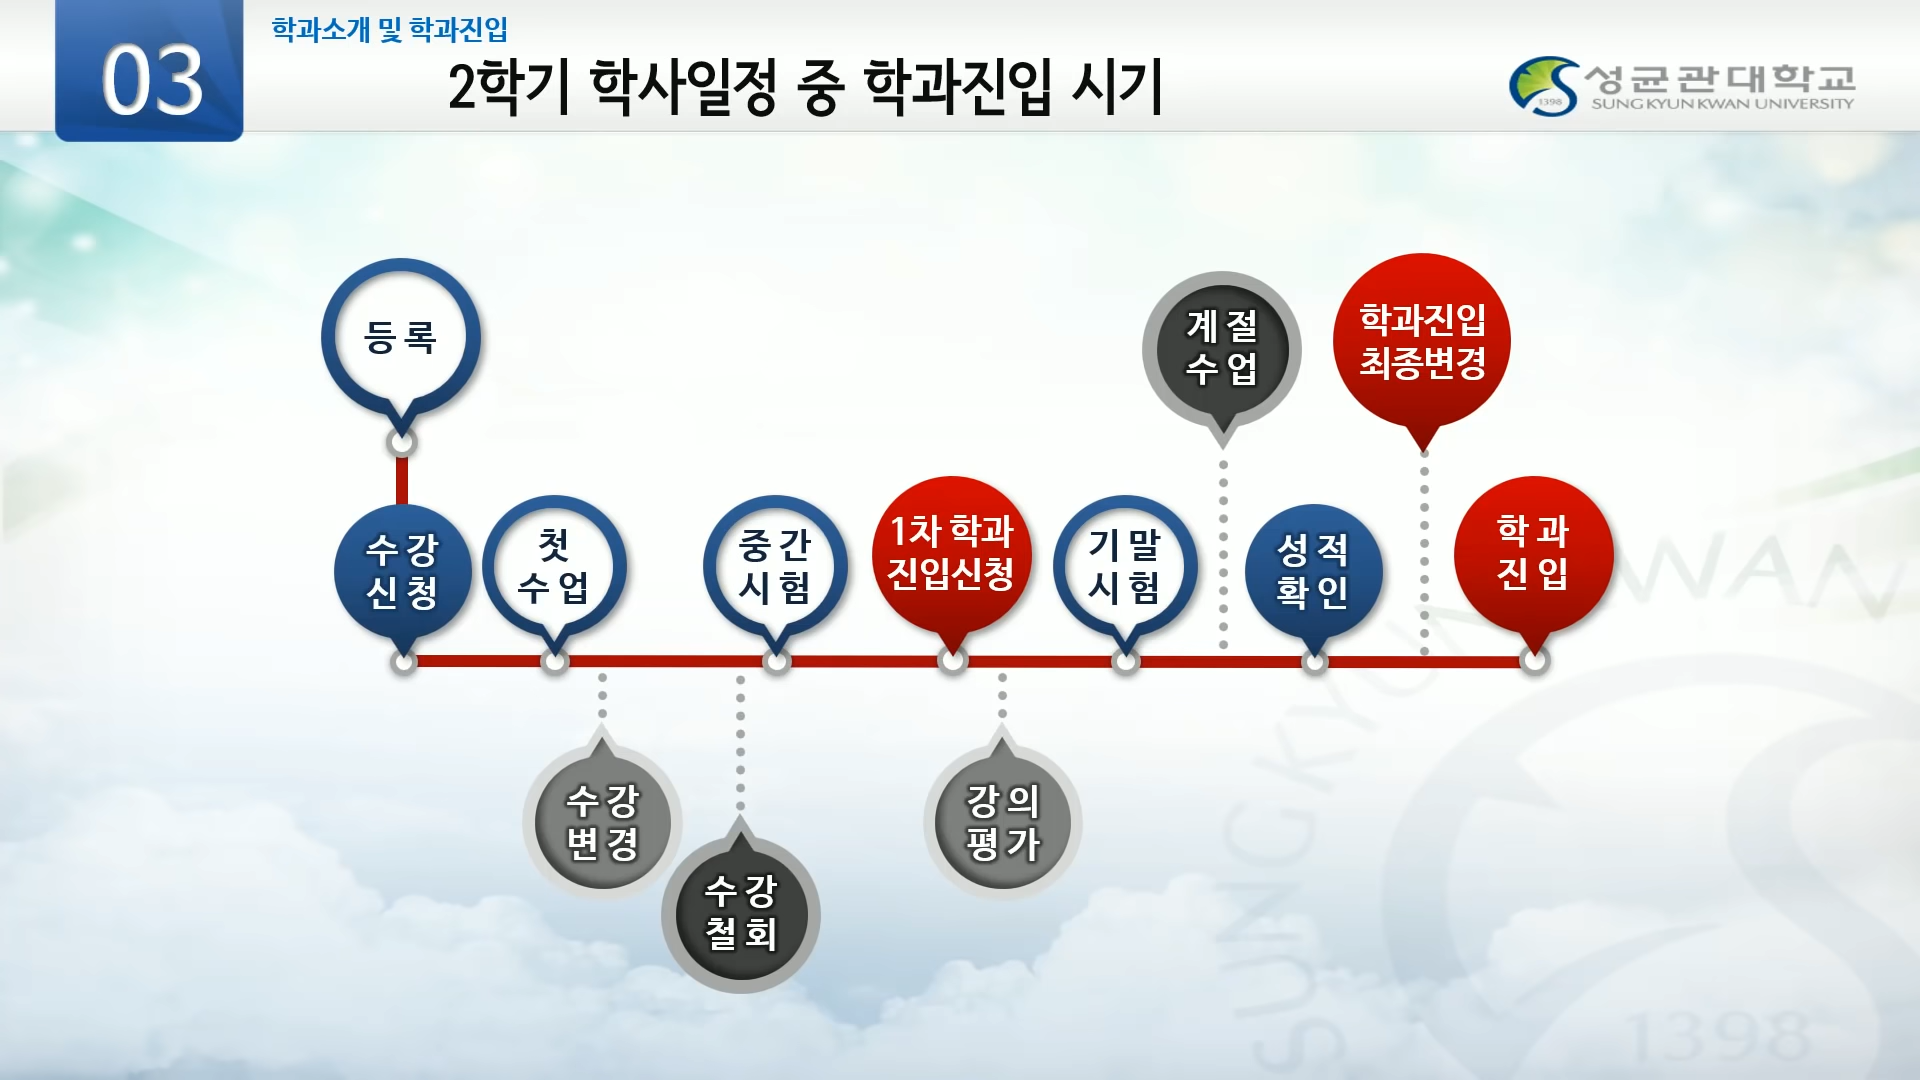 03
학과소개 및 학과진입
2학기 학사일정 중 학과진입 시기
1398
성균관대학교
SUNG KYUN KWAN UNIVERSITY
등록
수강
신청
첫
수업
수강
변경
수강
철회
중간
시험
1차 학과
진입신청
강의
평가
기말
시험
계절
수업
성적
확인
학과진입
최종변경
학과
진입
SUNGKYUNKWAN
1398